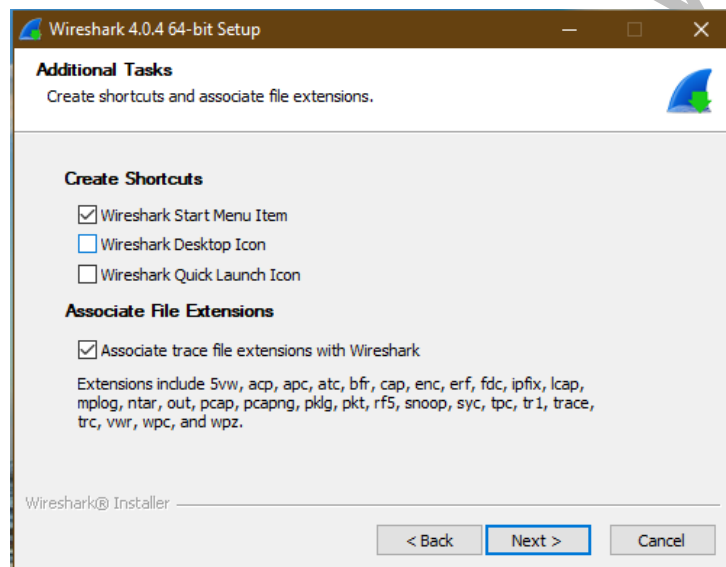 Wireshark 4.0.4 64-bit Setup
Additional Tasks
Create shortcuts and associate file extensions.
Create Shortcuts
Wireshark Start Menu Item
Wireshark Desktop Icon
Wireshark Quick Launch Icon
Associate File Extensions
Associate trace file extensions with Wireshark
Extensions include 5vw, acp, apc, atc, bfr, cap, enc, erf, fdc, ipfix, lcap,
mplog, ntar, out, pcap, pcapng, pklg, pkt, rf5, snoop, syc, tpc, tr1, trace,
trc, vwr, wpc, and wpz.
Wireshark® Installer
< Back Next > Cancel